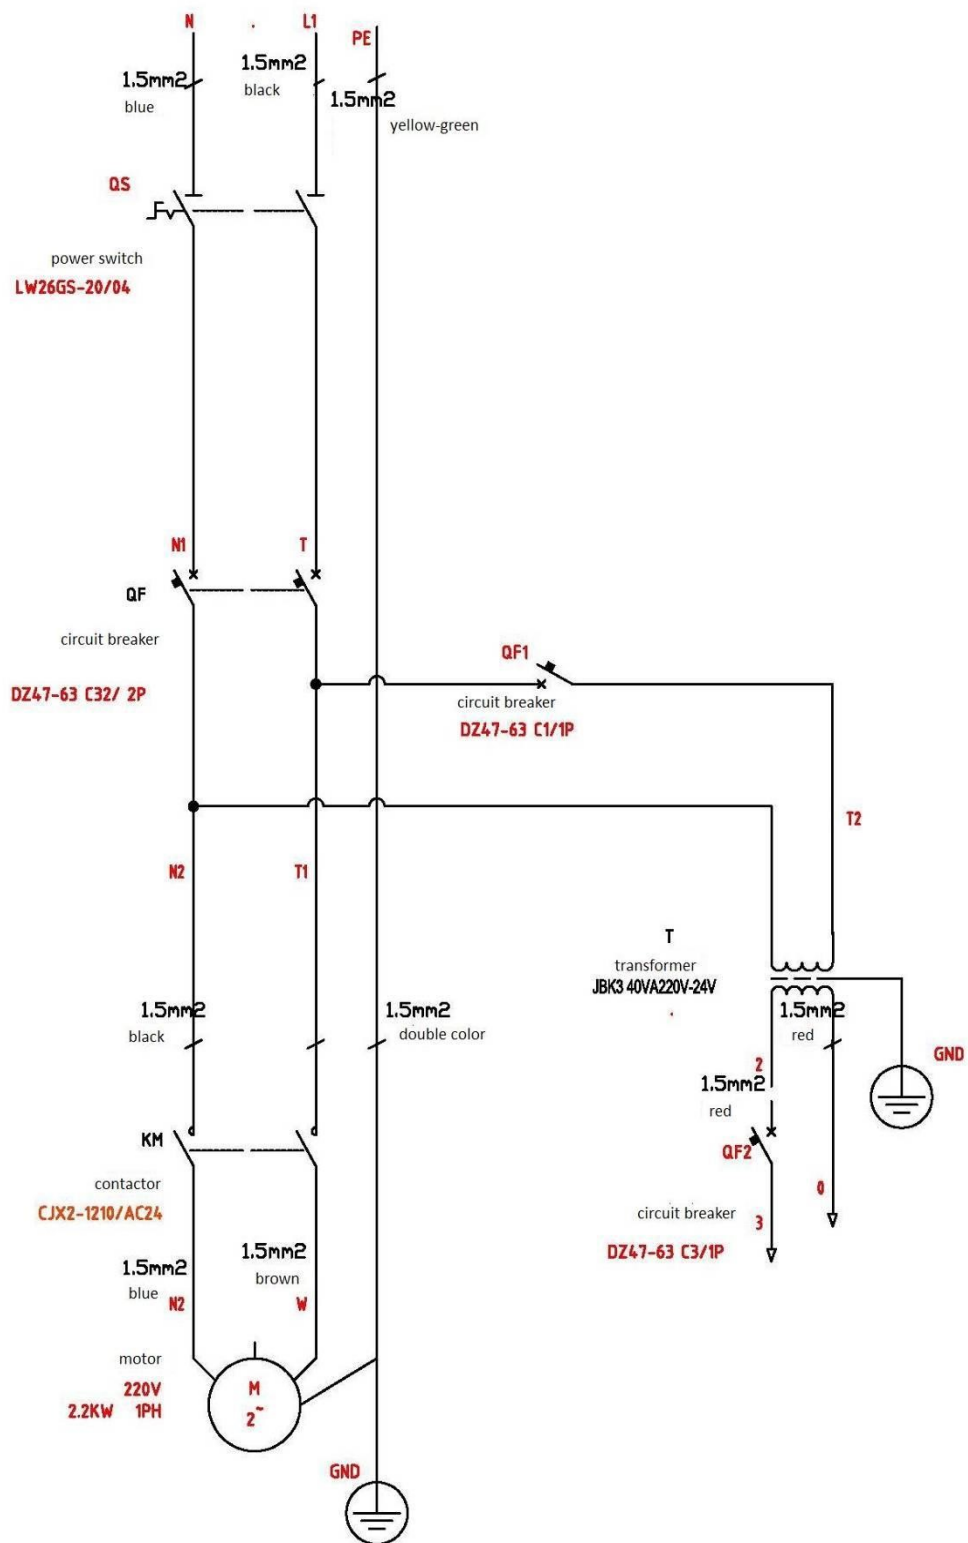 N
L1
PE
1.5mm2
blue
1.5mm2
black
1.5mm2
yellow-green
QS
power switch
LW26GS-20/04
N1
T
QF
circuit breaker
DZ47-63 C32/ 2P
QF1
circuit breaker
DZ47-63 C1/1P
T2
N2
T1
T
transformer
JBK3 40VA220V-24V
1.5mm2
black
1.5mm2
double color
1.5mm2
red
GND
2
1.5mm2
red
KM
QF2
contactor
CJX2-1210/AC24
0
circuit breaker
3
DZ47-63 C3/1P
1.5mm2
blue
1.5mm2
brown
N2
W
motor
220V
2.2KW 1PH
M
2~
GND